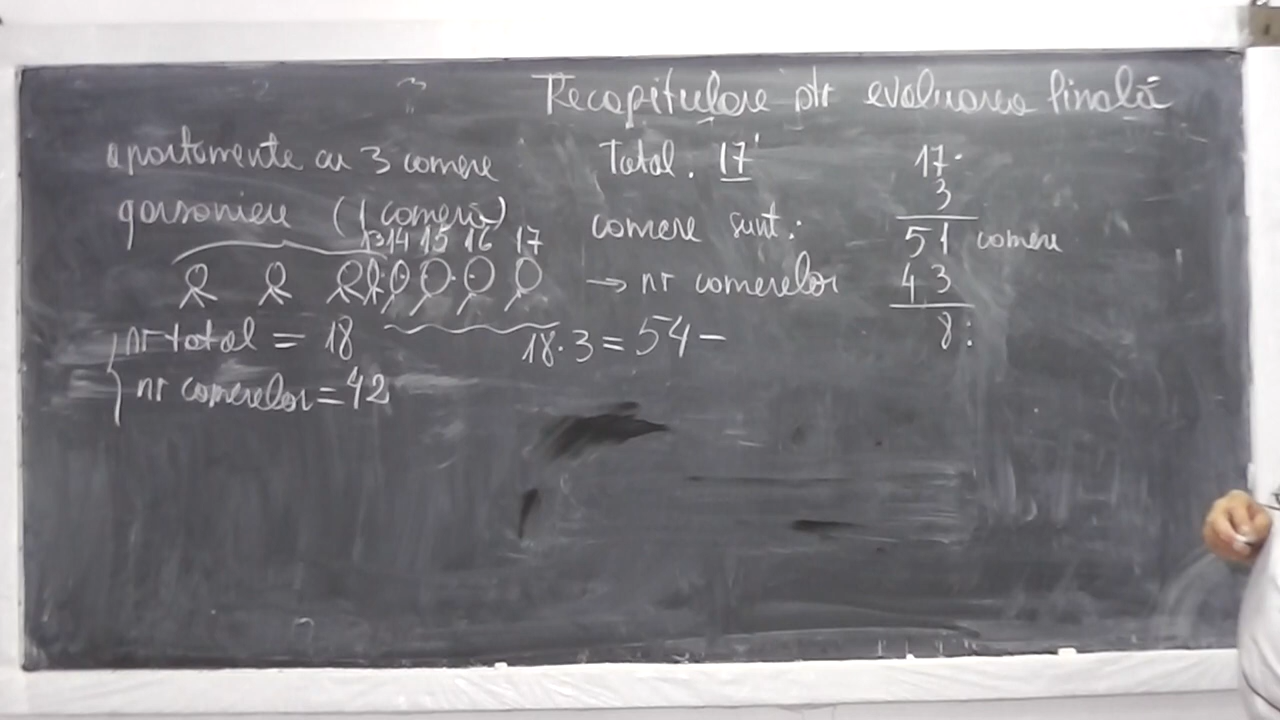 Recapitulare ptr evaluarea finală
apartamente cu 3 camere
garsoniere (1 cameră)
13 14 15 16 17
nr total = 18
nr camerelor = 42
Total. 17
camere sunt:
→ nr camerelor
18·3=54-
17·
3
51 camere
43
8: